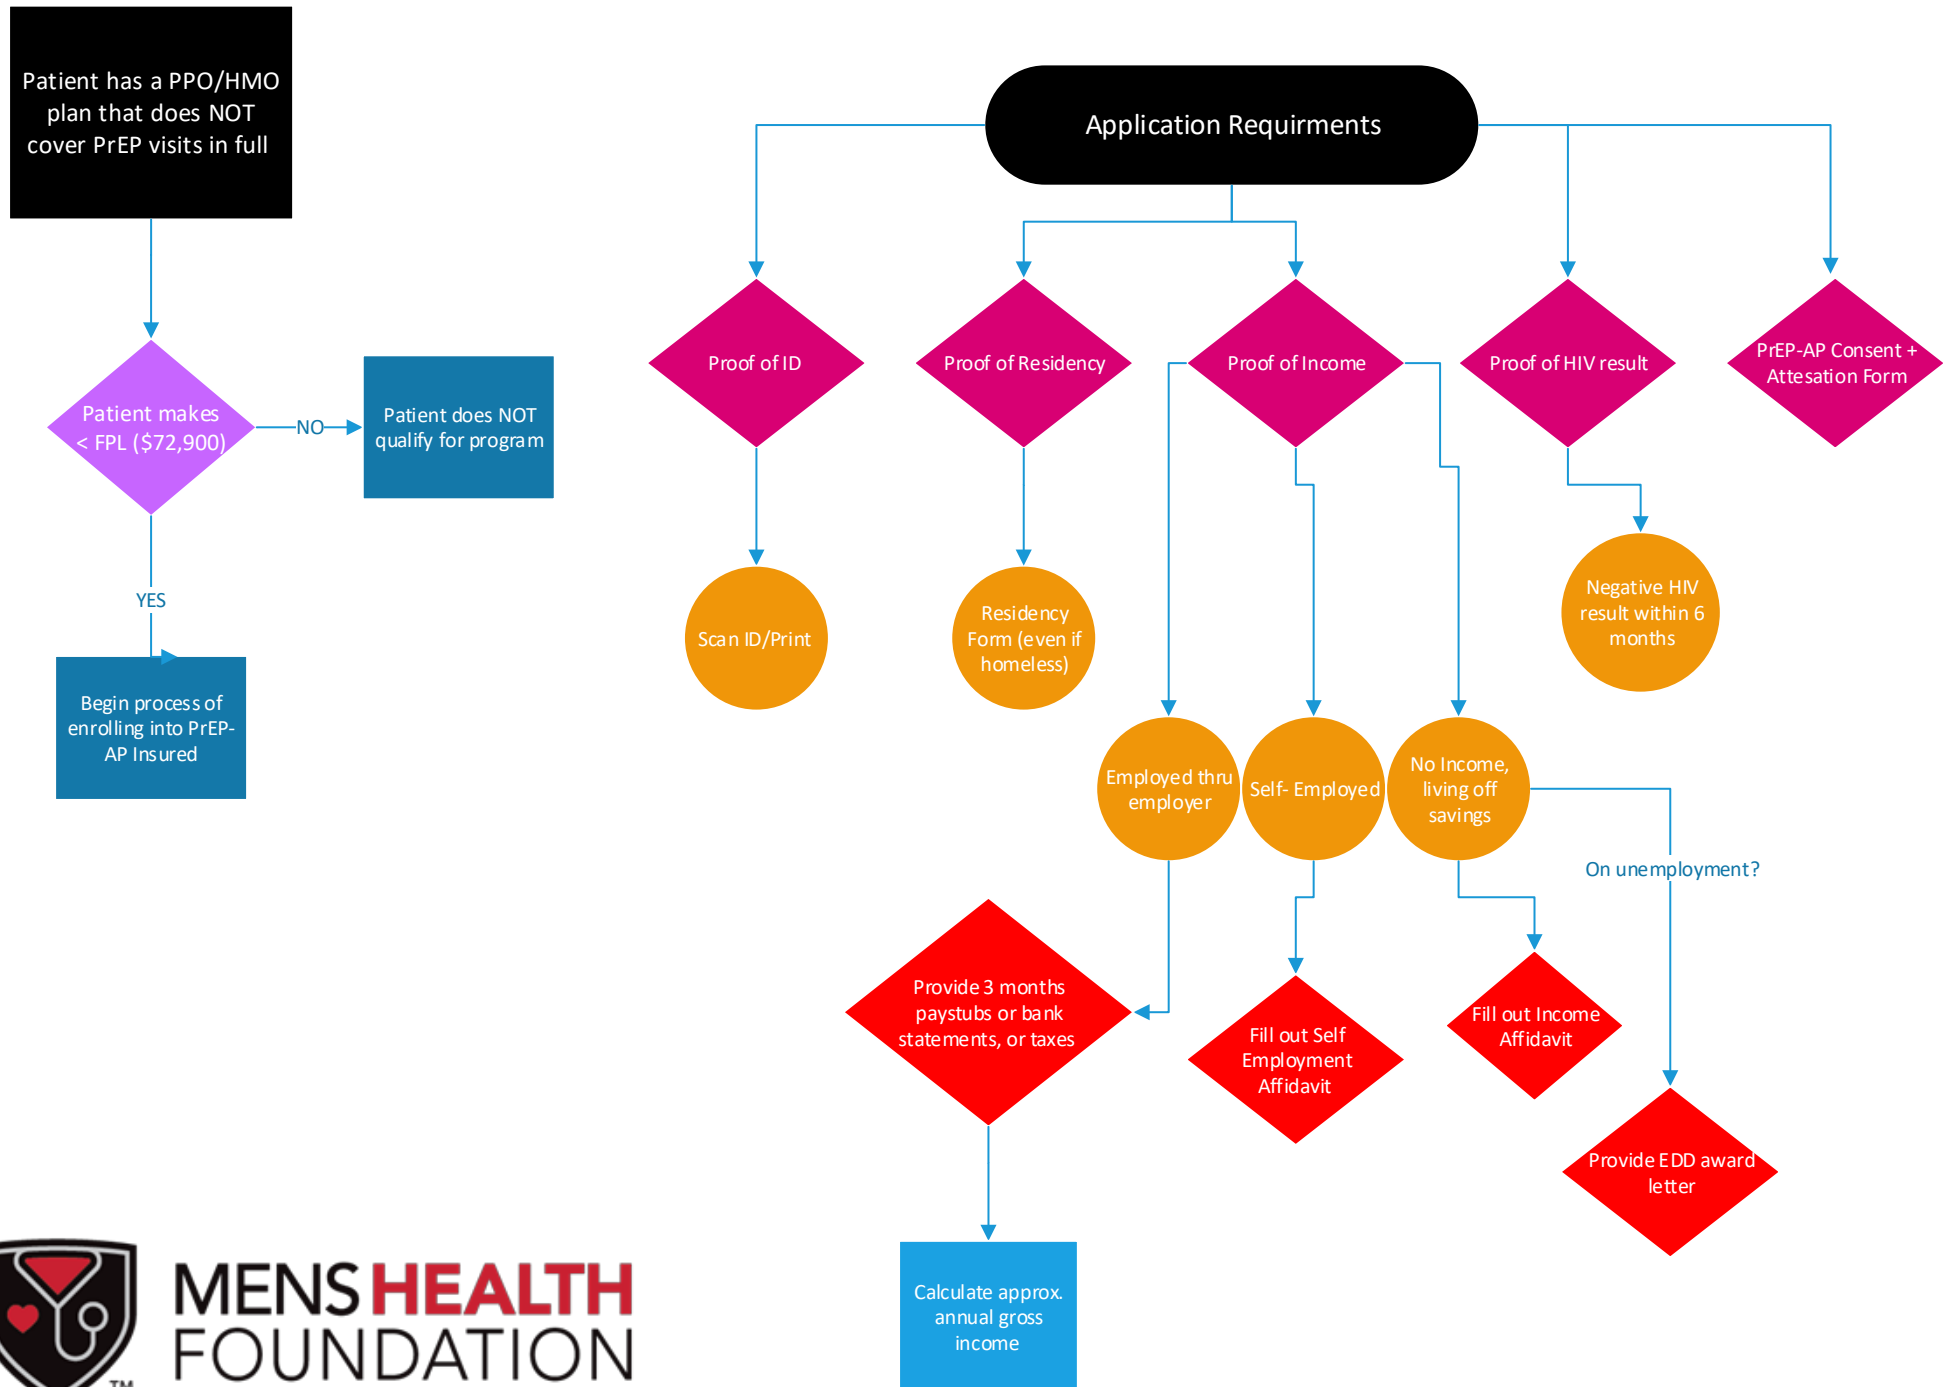 Patient has a PPO/HMO
plan that does NOT
cover PrEP visits in full
Patient makes
< FPL ($72,900)
NO
Patient does NOT
qualify for program
YES
Begin process of
enrolling into PrEP-
AP Insured
Application Requirments
Proof of ID
Proof of Residency
Proof of Income
Proof of HIV result
PrEP-AP Consent +
Attesation Form
Scan ID/Print
Residency
Form (even if
homeless)
Negative HIV
result within 6
months
Employed thru
employer
Self- Employed
No Income,
living off
savings
On unemployment?
Provide 3 months
paystubs or bank
statements, or taxes
Fill out Self
Employment
Affidavit
Fill out Income
Affidavit
Provide EDD award
letter
Calculate approx.
annual gross
income
MENS HEALTH
FOUNDATION
TM